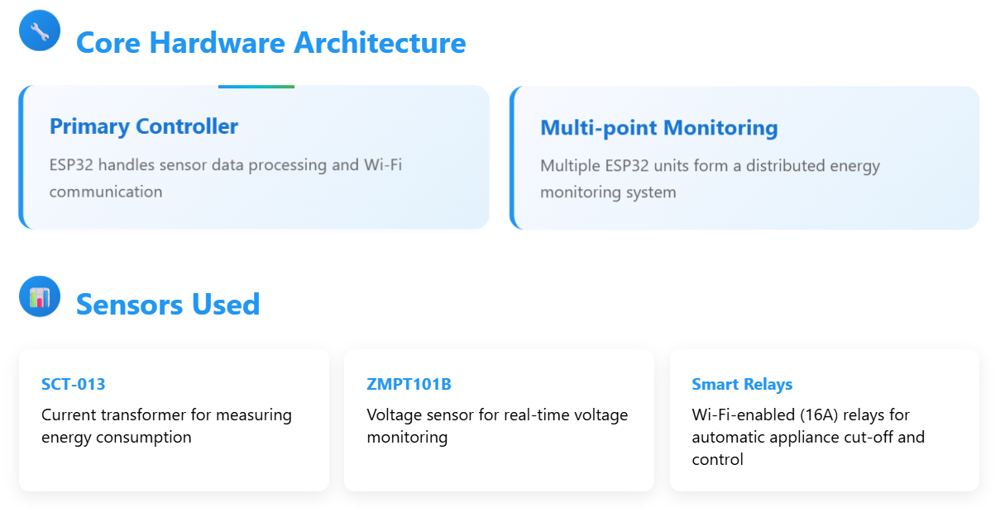 Core Hardware Architecture
Primary Controller
ESP32 handles sensor data processing and Wi-Fi
communication
Multi-point Monitoring
Multiple ESP32 units form a distributed energy
monitoring system
Sensors Used
SCT-013
Current transformer for measuring
energy consumption
ZMPT101B
Voltage sensor for real-time voltage
monitoring
Smart Relays
Wi-Fi-enabled (16A) relays for
automatic appliance cut-off and
control